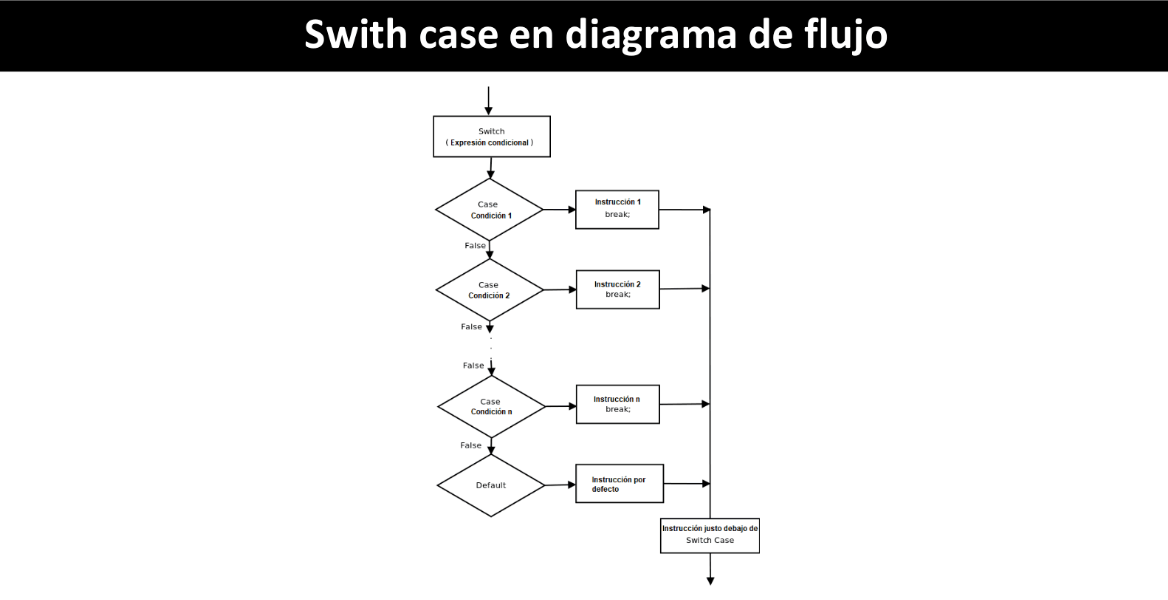 Swith case en diagrama de flujo
Switch
( Expresión condicional )
Case
Condición 1
Instrucción 1
break;
False
Case
Condición 2
Instrucción 2
break;
False
False
Case
Condición n
Instrucción n
break;
False
Default
Instrucción por
defecto
Instrucción justo debajo de
Switch Case